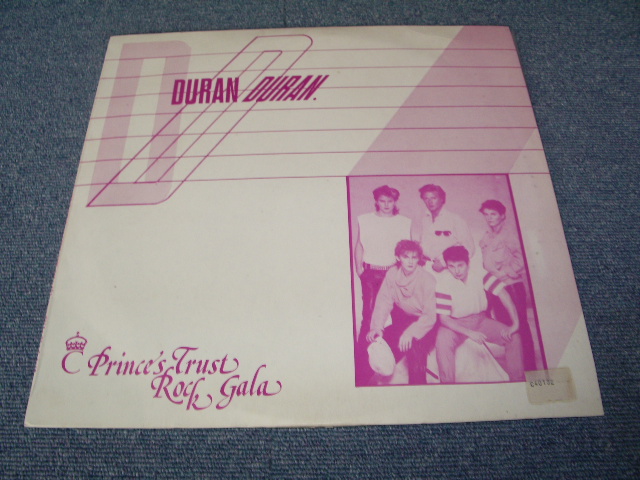 DURAN DURAN.
Prince's Trust
Rock Gala